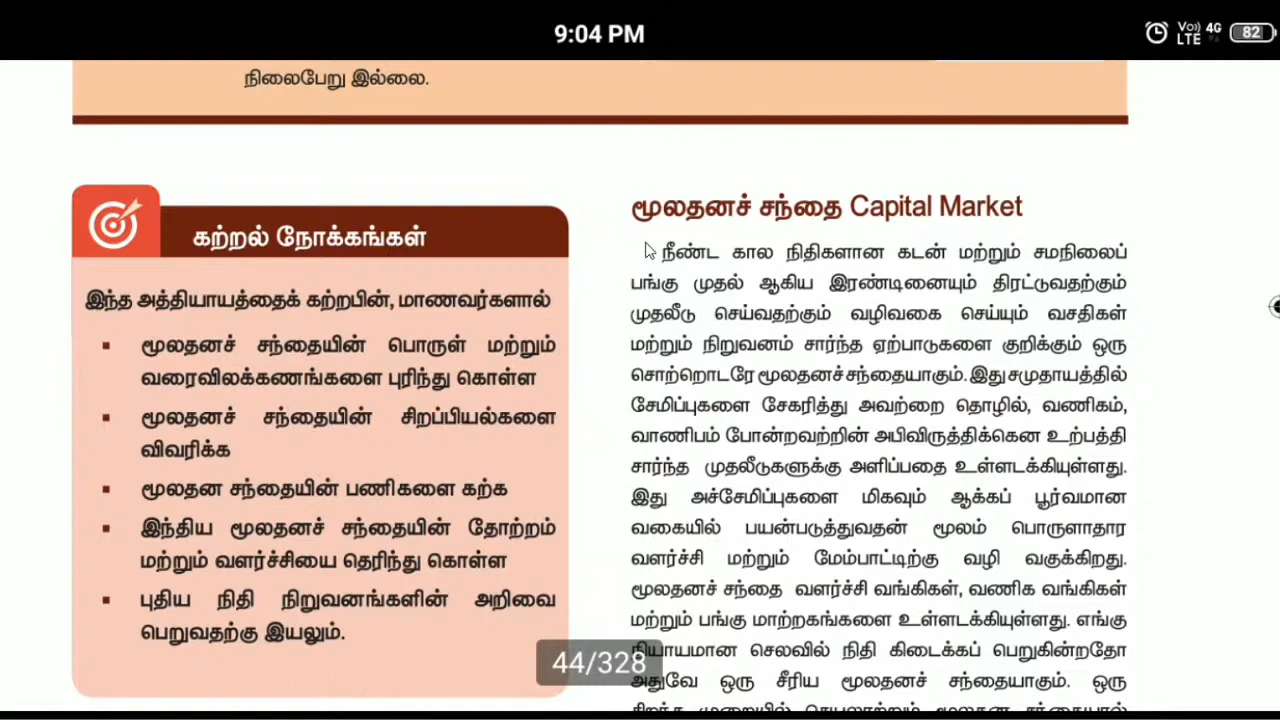 9:04 PM
Vo)) 4G
LTE
82
நிலைபேறு இல்லை.
கற்றல் நோக்கங்கள்
இந்த அத்தியாயத்தைக் கற்றபின், மாணவர்களால்
▪ மூலதனச் சந்தையின் பொருள் மற்றும்
வரைவிலக்கணங்களை புரிந்து கொள்ள
▪ மூலதனச் சந்தையின் சிறப்பியல்களை
விவரிக்க
▪ மூலதன சந்தையின் பணிகளை கற்க
▪ இந்திய மூலதனச் சந்தையின் தோற்றம்
மற்றும் வளர்ச்சியை தெரிந்து கொள்ள
▪ புதிய நிதி நிறுவனங்களின் அறிவை
பெறுவதற்கு இயலும்.
மூலதனச் சந்தை Capital Market
நீண்ட கால நிதிகளான கடன் மற்றும் சமநிலைப்
பங்கு முதல் ஆகிய இரண்டினையும் திரட்டுவதற்கும்
முதலீடு செய்வதற்கும் வழிவகை செய்யும் வசதிகள்
மற்றும் நிறுவனம் சார்ந்த ஏற்பாடுகளை குறிக்கும் ஒரு
சொற்றொடரே மூலதனச் சந்தையாகும். இது சமுதாயத்தில்
சேமிப்புகளை சேகரித்து அவற்றை தொழில், வணிகம்,
வாணிபம் போன்றவற்றின் அபிவிருத்திக்கென உற்பத்தி
சார்ந்த முதலீடுகளுக்கு அளிப்பதை உள்ளடக்கியுள்ளது.
இது அச்சேமிப்புகளை மிகவும் ஆக்கப் பூர்வமான
வகையில் பயன்படுத்துவதன் மூலம் பொருளாதார
வளர்ச்சி மற்றும் மேம்பாட்டிற்கு வழி வகுக்கிறது.
மூலதனச் சந்தை வளர்ச்சி வங்கிகள், வணிக வங்கிகள்
மற்றும் பங்கு மாற்றகங்களை உள்ளடக்கியுள்ளது. எங்கு
நியாயமான செலவில் நிதி கிடைக்கப் பெறுகின்றதோ
அதுவே ஒரு சீரிய மூலதனச் சந்தையாகும். ஒரு
44/328